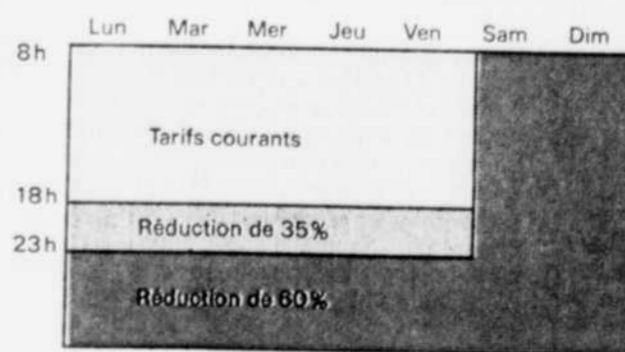 Lun Mar Mer Jeu Ven Sam Dim
8h
Tarifs courants
18h
Réduction de 35%
23h
Réduction de 60%